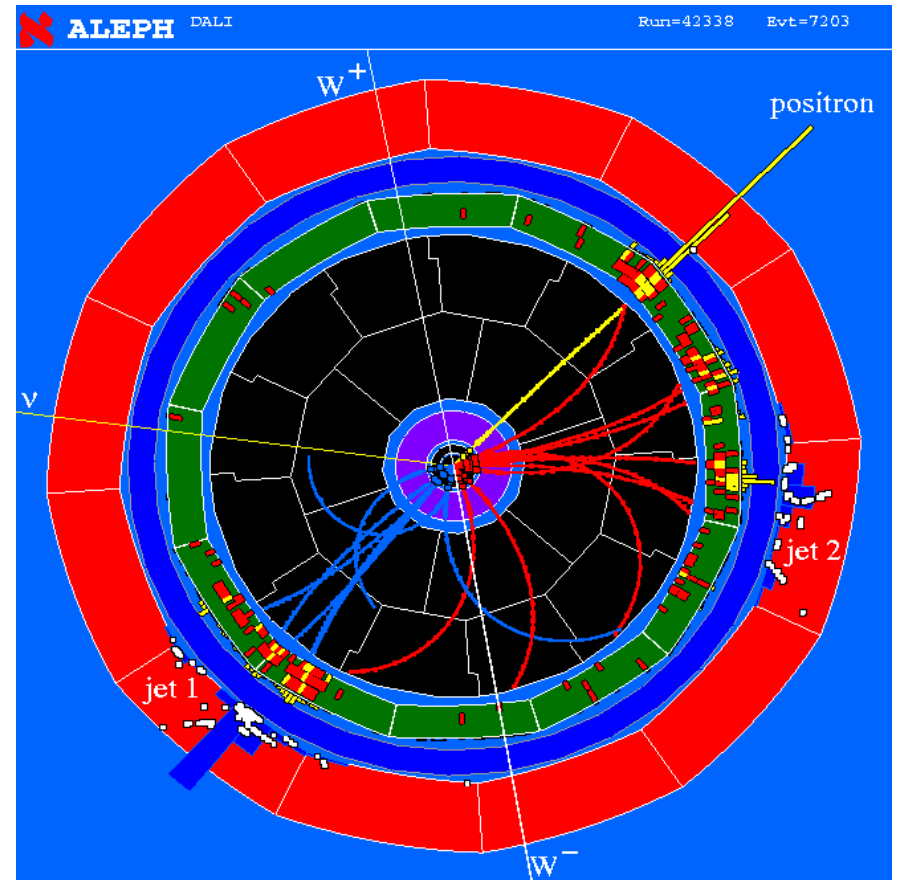 ALEPH DALI Run=42338 Evt=7203
W+
positron
ν
jet 2
jet 1
W−